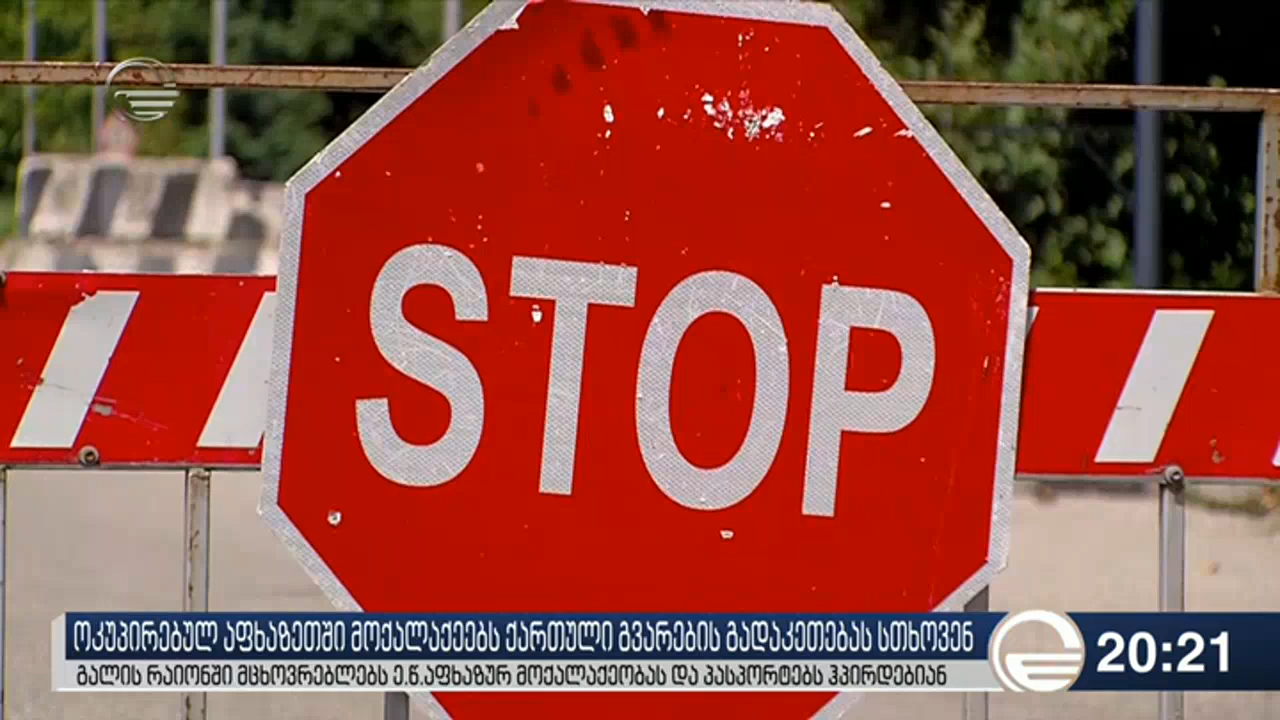 STOP
ოკუპირებულ აფხაზეთში მოქალაქეებს ქართული გვარების გადაკეთებას სთხოვენ
გალის რაიონში მცხოვრებლებს ე.წ.აფხაზურ მოქალაქეობას და პასპორტებს ჰპირდებიან
20:21